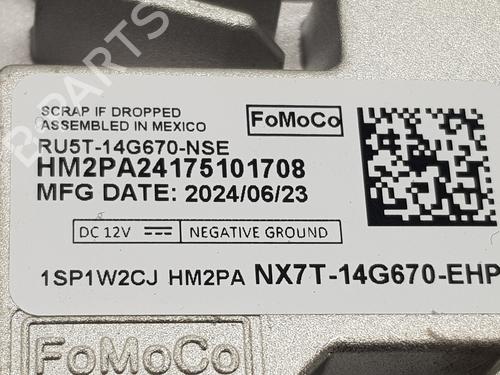 SCRAP IF DROPPED
ASSEMBLED IN MEXICO
FoMoCo
RU5T-14G670-NSE
HM2PA24175101708
MFG DATE: 2024/06/23
DC 12V
NEGATIVE GROUND
1SP1W2CJ HM2PA NX7T-14G670-EHP
FoMoCo
B-PARTS